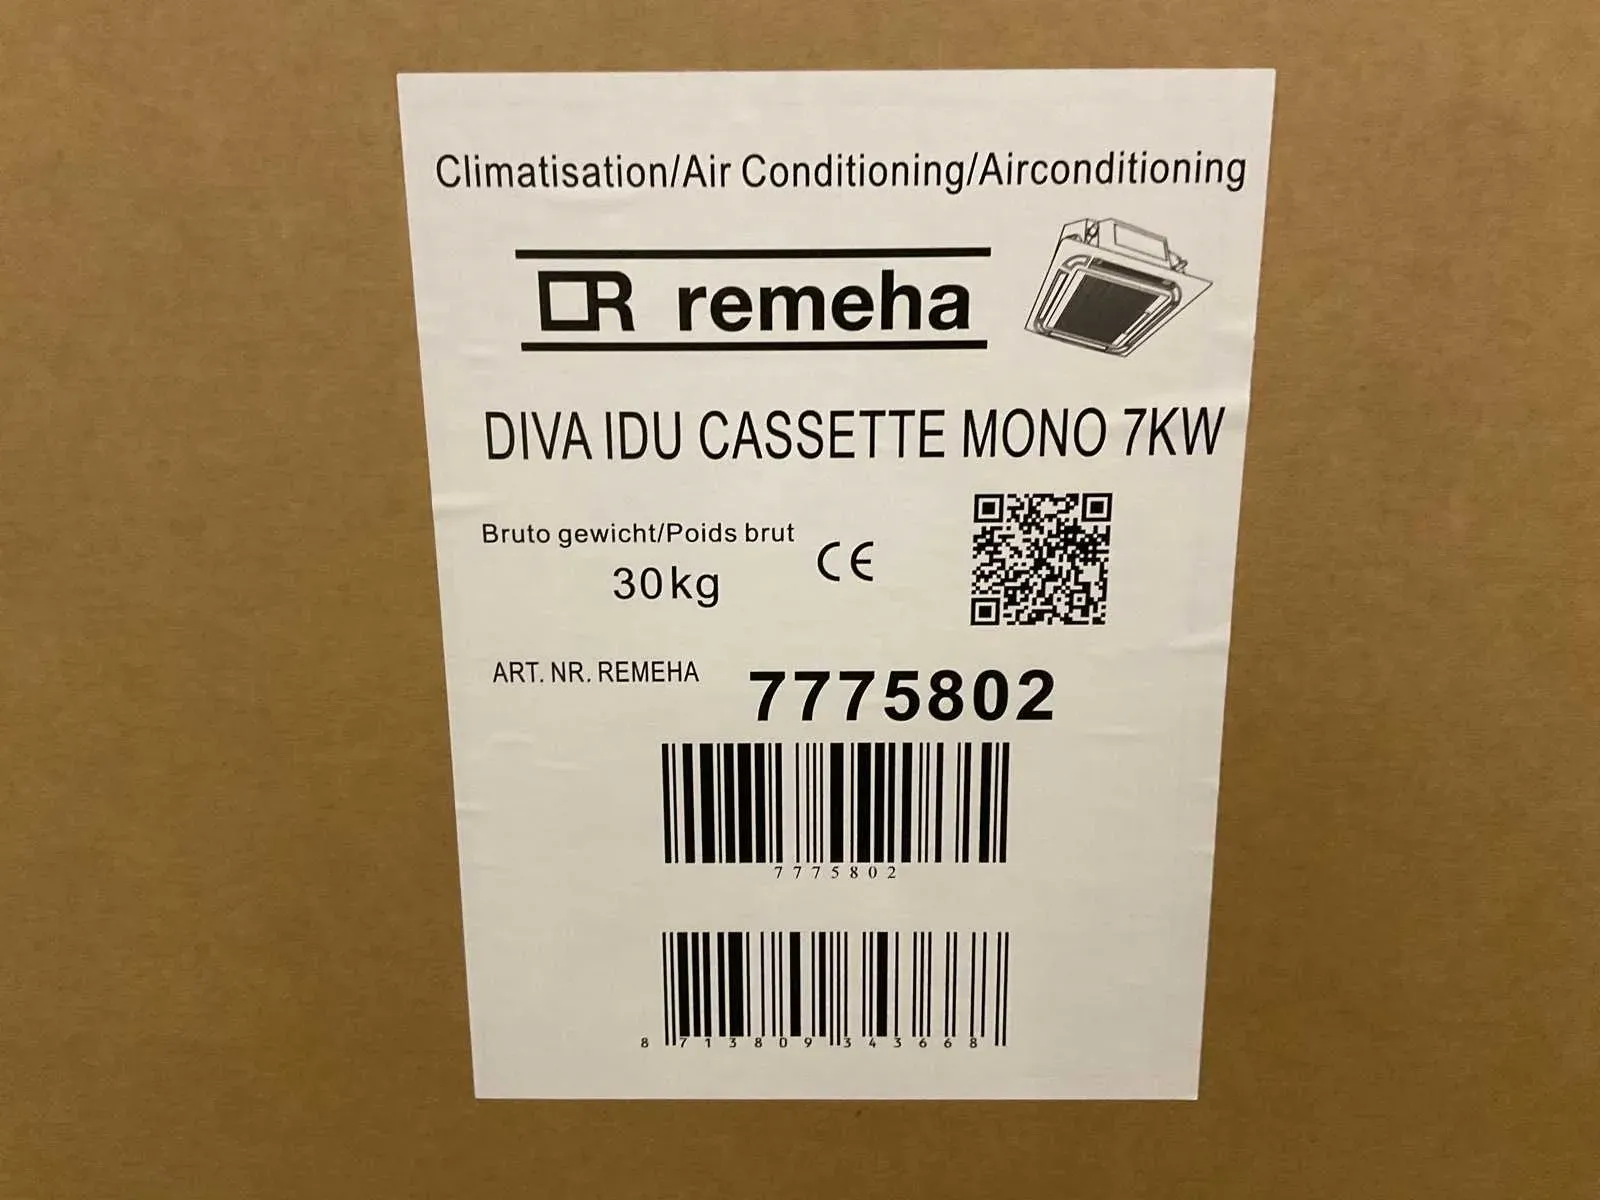 Climatisation/Air Conditioning/Airconditioning
remeha
DIVA IDU CASSETTE MONO 7KW
Bruto gewicht/Poids brut
30kg
CE
ART. NR. REMEHA
7775802
7775802
8 713809 343668